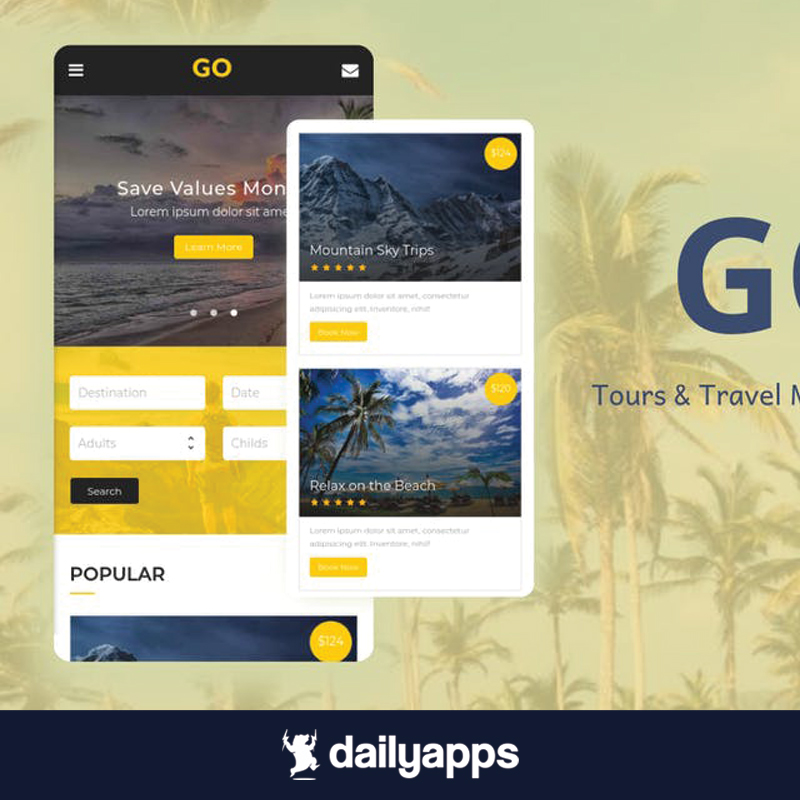 GO
Save Values Mon
Lorem ipsum dolor sit ame
Learn More
Destination
Date
Adults
Childs
Search
POPULAR
$124
$124
Mountain Sky Trips
Lorem ipsum dolor sit amet, consectetur
adipiscing elit. Inventore, nihil!
Book Now
$120
Relax on the Beach
Lorem ipsum dolor sit amet, consectetur
adipiscing elit. Inventore, nihil!
Book Now
G
Tours & Travel M
dailyapps